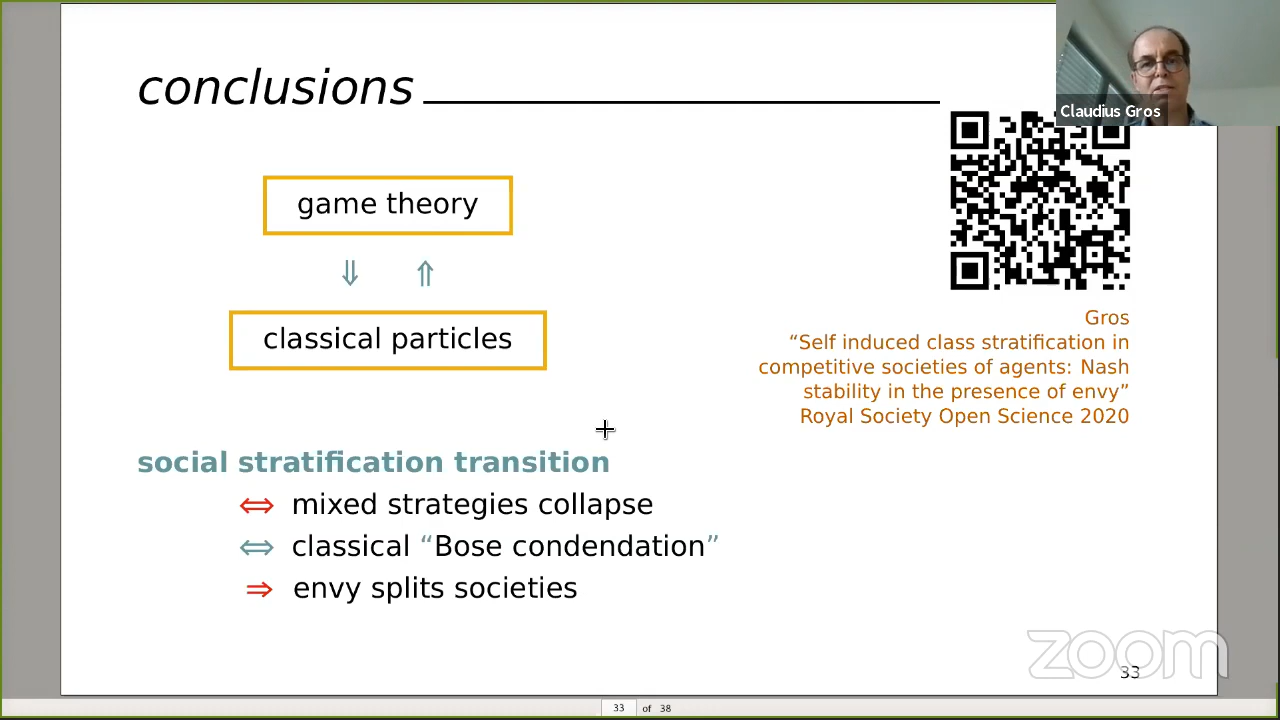 conclusions
Claudius Gros
game theory
⇓ ⇑
classical particles
Gros
“Self induced class stratification in
competitive societies of agents: Nash
stability in the presence of envy”
Royal Society Open Science 2020
social stratification transition
⇔ mixed strategies collapse
⇔ classical “Bose condendation”
⇒ envy splits societies
zoom
33
33 of 38